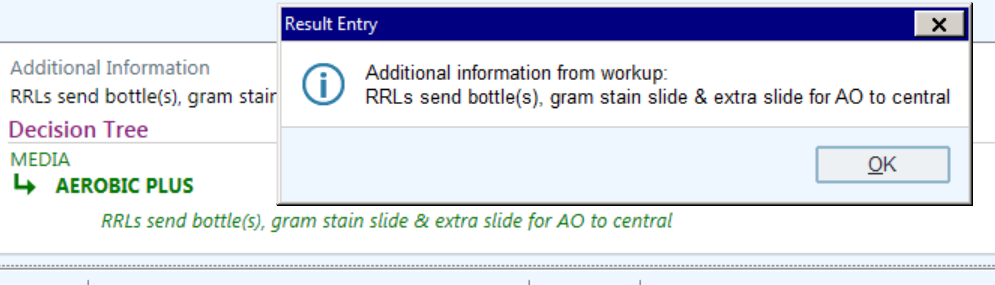 Result Entry
Additional Information
RRLs send bottle(s), gram stain
Additional information from workup:
RRLs send bottle(s), gram stain slide & extra slide for AO to central
OK
Decision Tree
MEDIA
AEROBIC PLUS
RRLs send bottle(s), gram stain slide & extra slide for AO to central